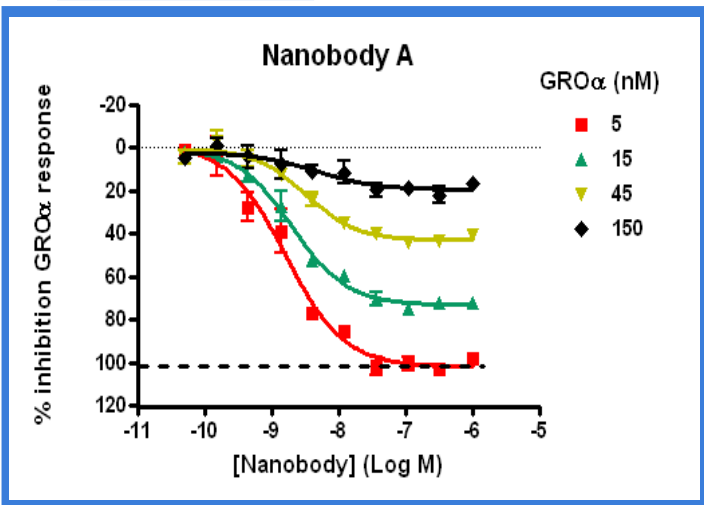 Nanobody A
% inhibition GROα response
-20
0
20
40
60
80
100
120
-11 -10 -9 -8 -7 -6 -5
[Nanobody] (Log M)
GROα (nM)
5
15
45
150